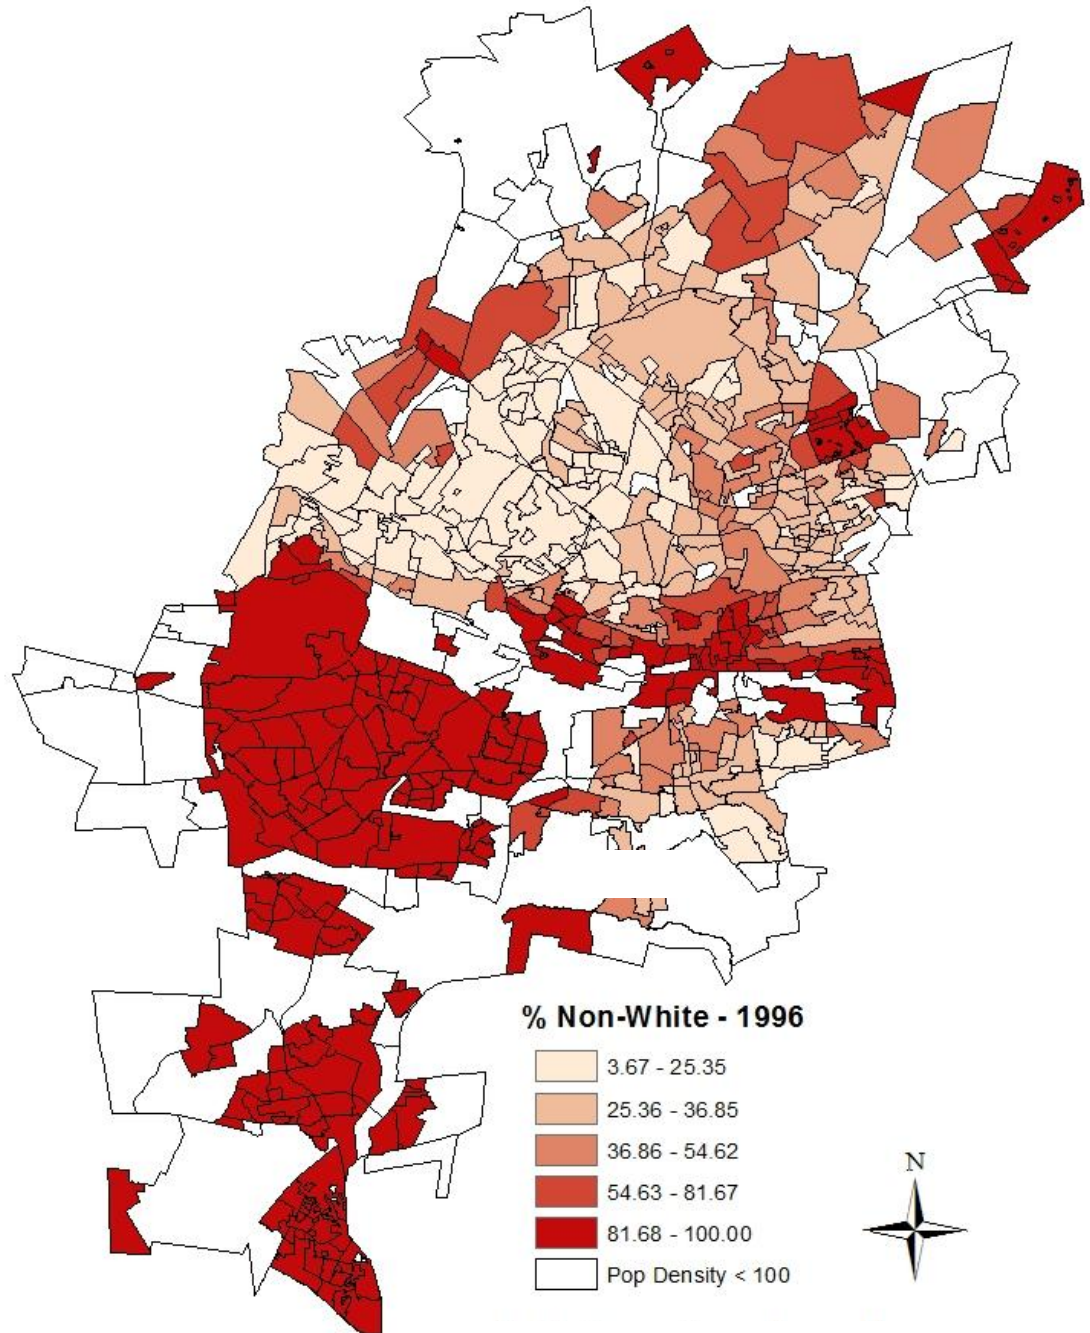 % Non-White - 1996
3.67 - 25.35
25.36 - 36.85
36.86 - 54.62
54.63 - 81.67
81.68 - 100.00
Pop Density < 100
N